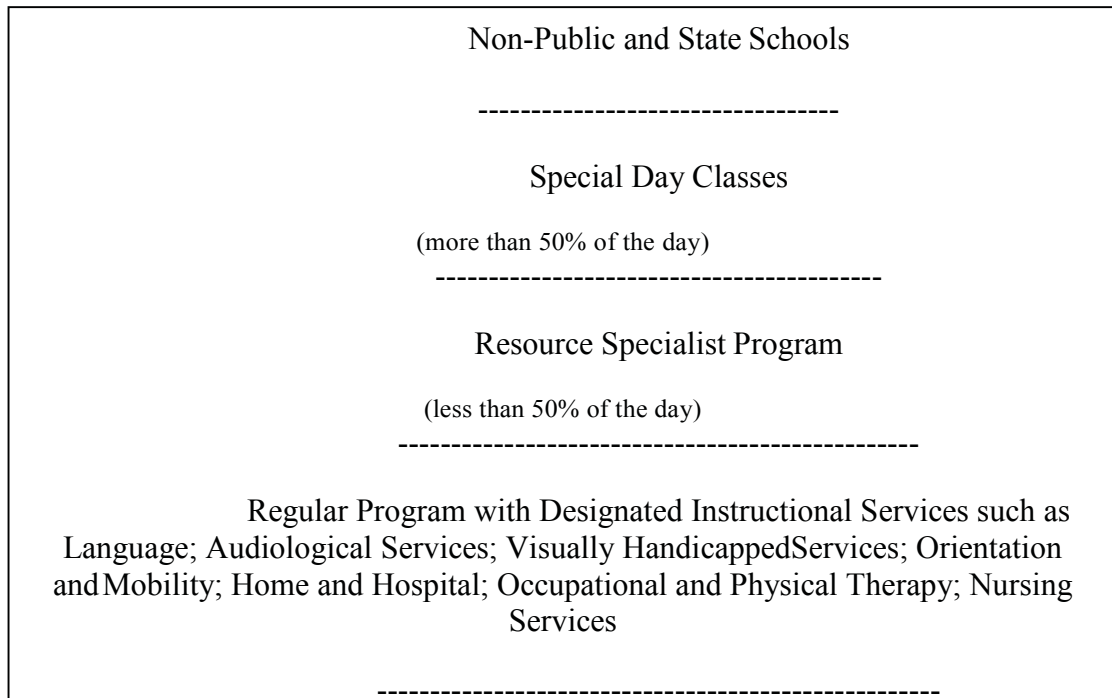 Non-Public and State Schools
----------------------------------
Special Day Classes
(more than 50% of the day)
------------------------------------------
Resource Specialist Program
(less than 50% of the day)
-------------------------------------------------
Regular Program with Designated Instructional Services such as
Language; Audiological Services; Visually HandicappedServices; Orientation
and Mobility; Home and Hospital; Occupational and Physical Therapy; Nursing
Services
-----------------------------------------------------